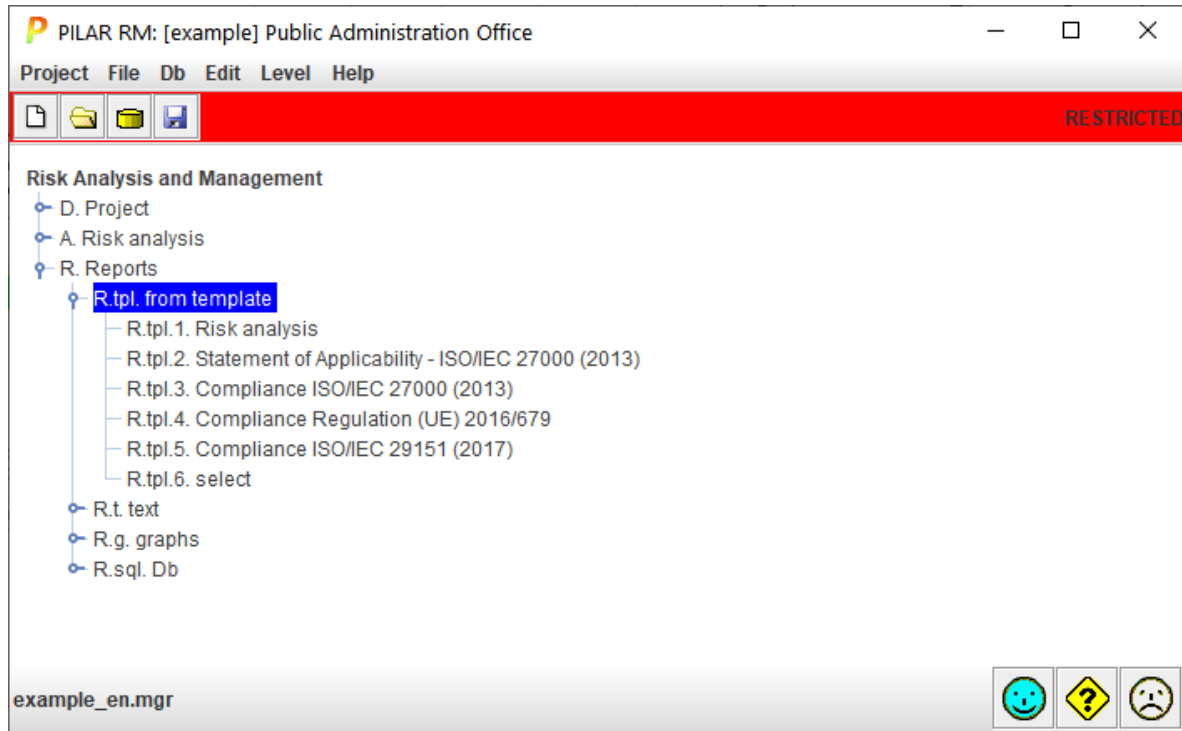 PILAR RM: [example] Public Administration Office
Project File Db Edit Level Help
RESTRICTED
Risk Analysis and Management
D. Project
A. Risk analysis
R. Reports
R.tpl. from template
R.tpl.1. Risk analysis
R.tpl.2. Statement of Applicability - ISO/IEC 27000 (2013)
R.tpl.3. Compliance ISO/IEC 27000 (2013)
R.tpl.4. Compliance Regulation (UE) 2016/679
R.tpl.5. Compliance ISO/IEC 29151 (2017)
R.tpl.6. select
R.t. text
R.g. graphs
R.sql. Db
example_en.mgr